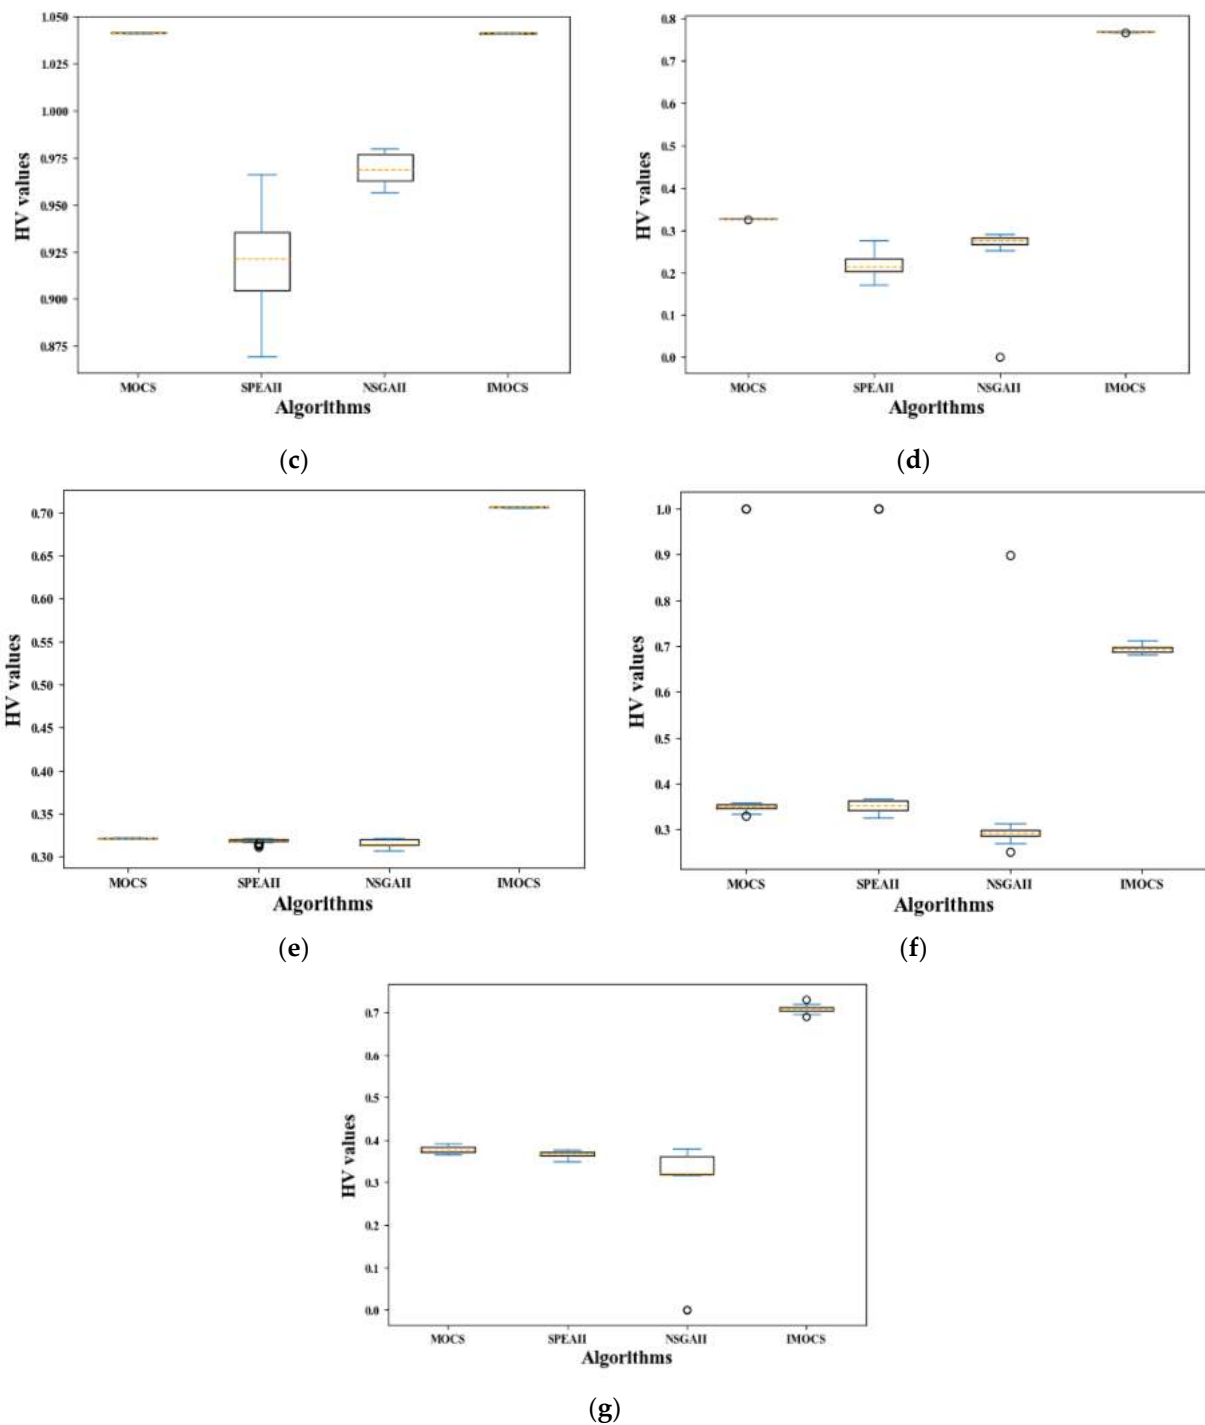 1.050
1.025
1.000
0.975
0.950
0.925
0.900
0.875
HV values
MOCS SPEAII NSGAII IMOCS
Algorithms
(c)
0.8
0.7
0.6
0.5
0.4
0.3
0.2
0.1
0.0
HV values
MOCS SPEAII NSGAII IMOCS
Algorithms
(d)
0.70
0.65
0.60
0.55
0.50
0.45
0.40
0.35
0.30
HV values
MOCS SPEAII NSGAII IMOCS
Algorithms
(e)
1.0
0.9
0.8
0.7
0.6
0.5
0.4
0.3
HV values
MOCS SPEAII NSGAII IMOCS
Algorithms
(f)
0.7
0.6
0.5
0.4
0.3
0.2
0.1
0.0
HV values
MOCS SPEAII NSGAII IMOCS
Algorithms
(g)